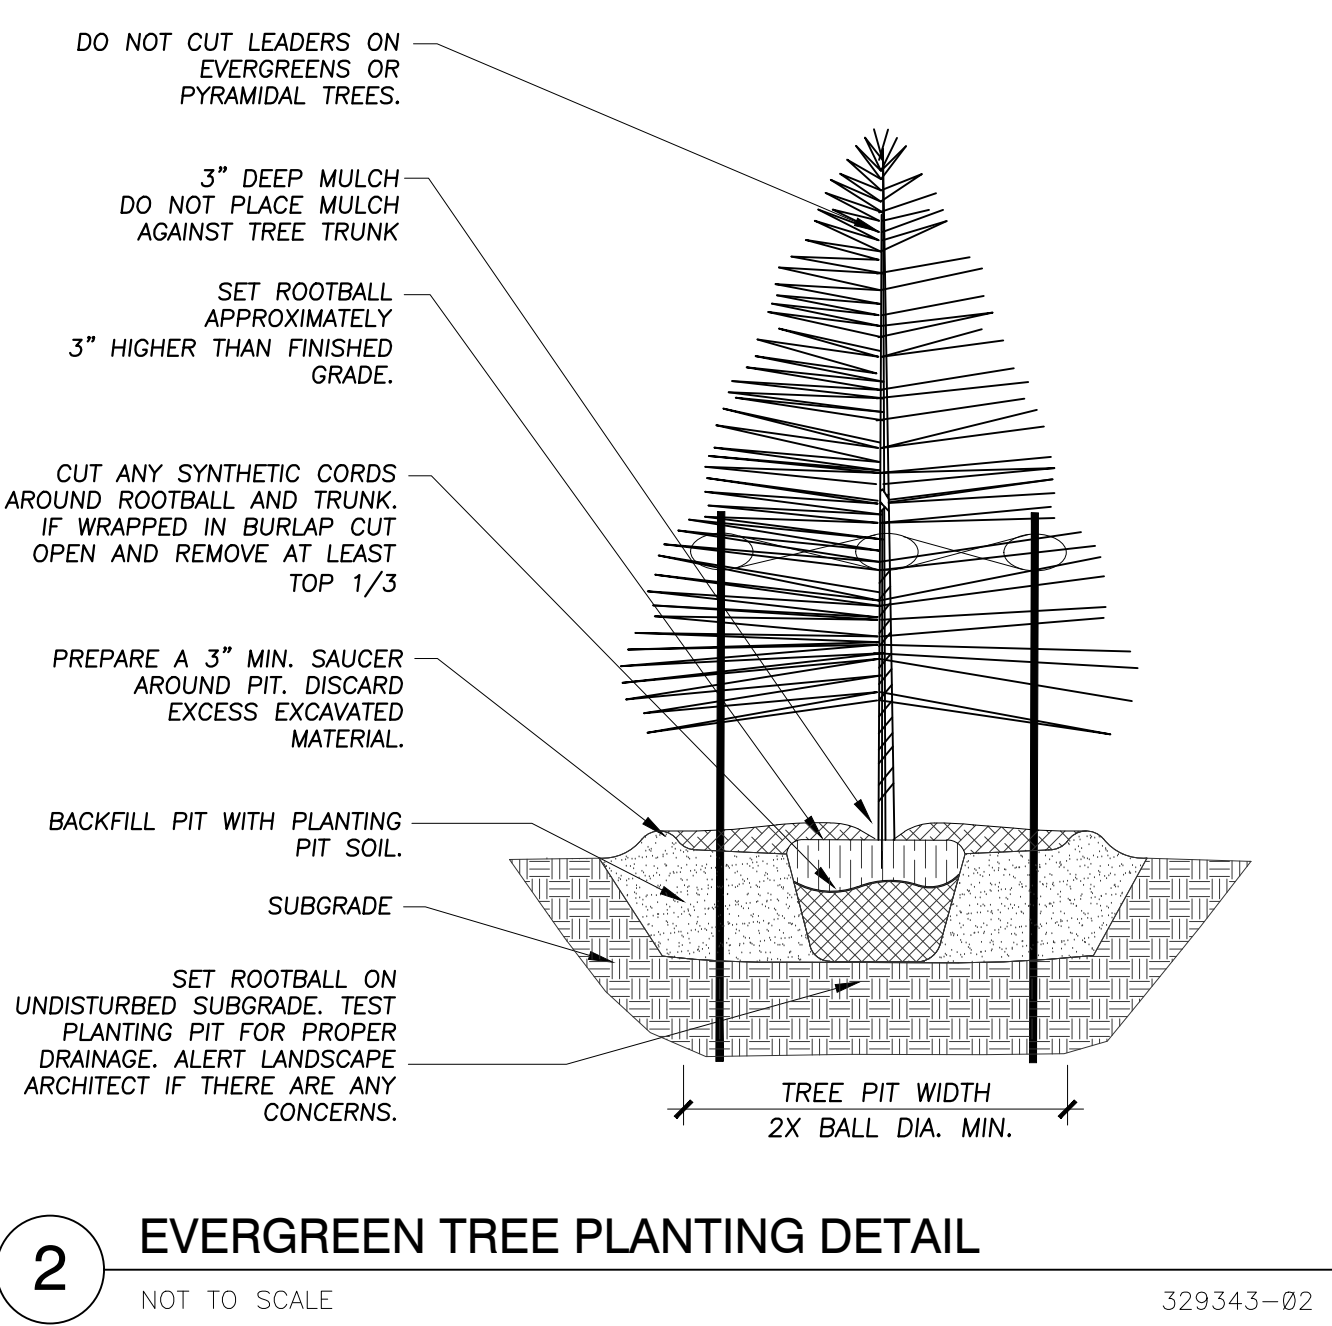 DO NOT CUT LEADERS ON
EVERGREENS OR
PYRAMIDAL TREES.
3” DEEP MULCH
DO NOT PLACE MULCH
AGAINST TREE TRUNK
SET ROOTBALL
APPROXIMATELY
3” HIGHER THAN FINISHED
GRADE.
CUT ANY SYNTHETIC CORDS
AROUND ROOTBALL AND TRUNK.
IF WRAPPED IN BURLAP CUT
OPEN AND REMOVE AT LEAST
TOP 1/3
PREPARE A 3” MIN. SAUCER
AROUND PIT. DISCARD
EXCESS EXCAVATED
MATERIAL.
BACKFILL PIT WITH PLANTING
PIT SOIL.
SUBGRADE
SET ROOTBALL ON
UNDISTURBED SUBGRADE. TEST
PLANTING PIT FOR PROPER
DRAINAGE. ALERT LANDSCAPE
ARCHITECT IF THERE ARE ANY
CONCERNS.
TREE PIT WIDTH
2X BALL DIA. MIN.
2
EVERGREEN TREE PLANTING DETAIL
NOT TO SCALE
329343-02